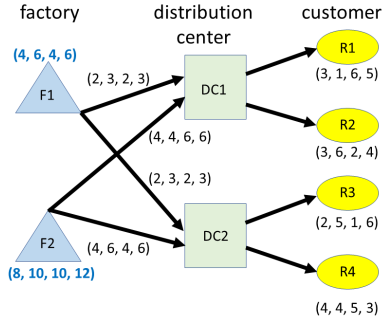 factory
distribution
center
customer
(4, 6, 4, 6)
F1
(2, 3, 2, 3)
DC1
R1
(3, 1, 6, 5)
(4, 4, 6, 6)
R2
(3, 6, 2, 4)
(2, 3, 2, 3)
R3
(2, 5, 1, 6)
F2
(4, 6, 4, 6)
DC2
(8, 10, 10, 12)
R4
(4, 4, 5, 3)